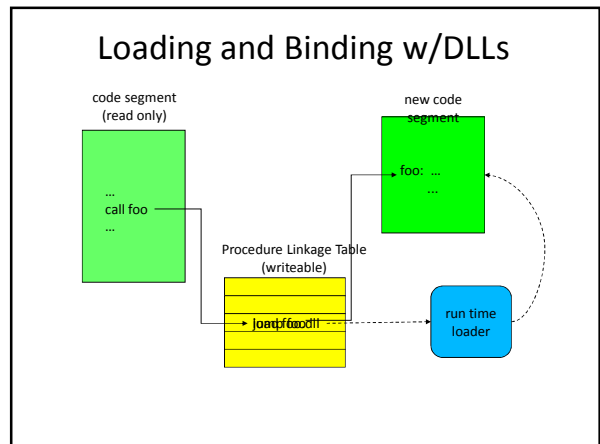 Loading and Binding w/DLLs
code segment
(read only)
...
call foo
...
new code
segment
foo: ...
...
Procedure Linkage Table
(writeable)
run time
loader